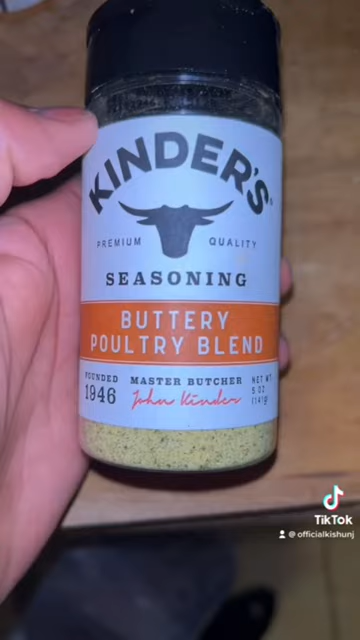 KINDER'S®
PREMIUM QUALITY
SEASONING
BUTTERY
POULTRY BLEND
FOUNDED
1946
MASTER BUTCHER
John Kinder
NET WT.
5 OZ
(141g)
TikTok
@officialkishunj